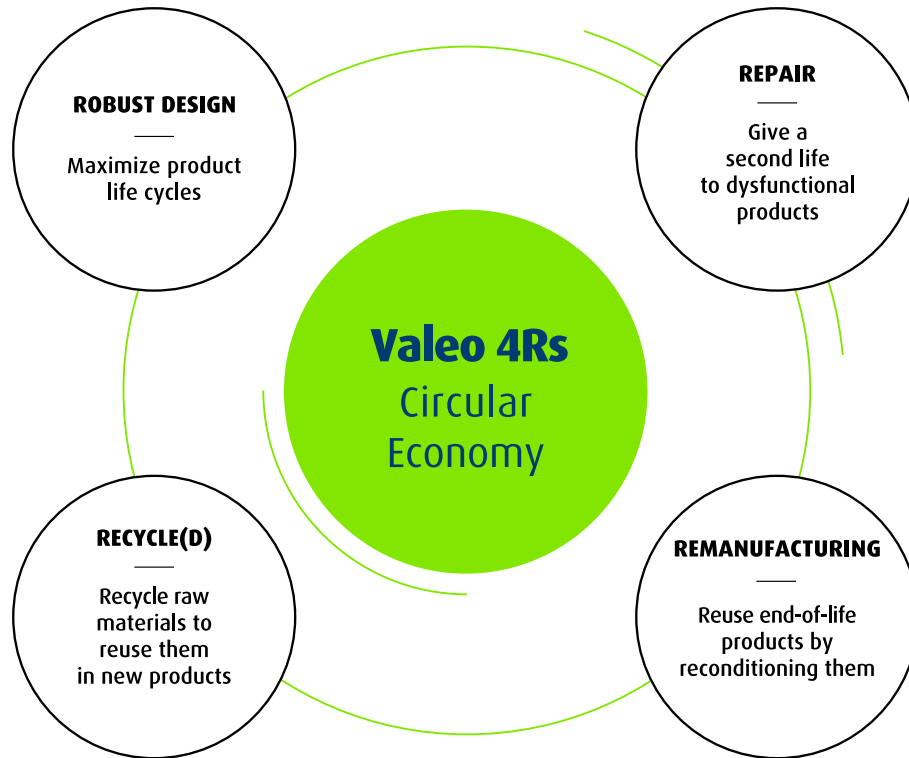 ROBUST DESIGN
Maximize product
life cycles
REPAIR
Give a
second life
to dysfunctional
products
Valeo 4Rs
Circular
Economy
RECYCLE(D)
Recycle raw
materials to
reuse them
in new products
REMANUFACTURING
Reuse end-of-life
products by
reconditioning them